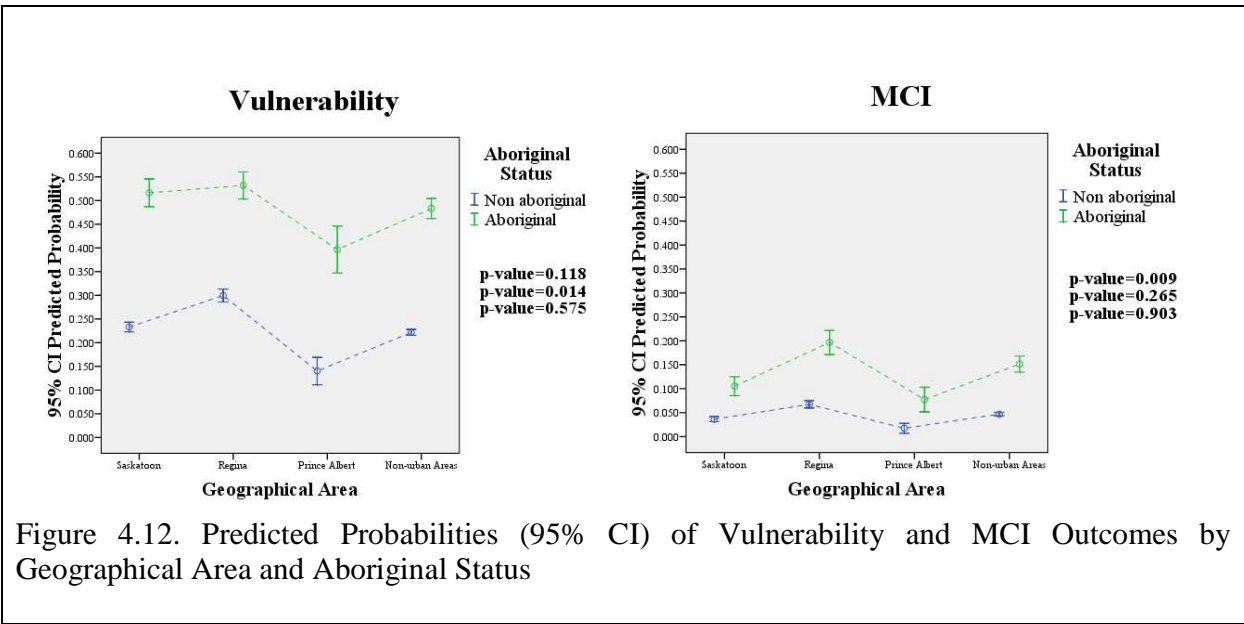 Vulnerability
95% CI Predicted Probability
0.600
0.550
0.500
0.450
0.400
0.350
0.300
0.250
0.200
0.150
0.100
0.050
0.000
Saskatoon Regina Prince Albert Non-urban Areas
Geographical Area
Aboriginal
Status
Non aboriginal
Aboriginal
p-value=0.118
p-value=0.014
p-value=0.575
MCI
95% CI Predicted Probability
0.600
0.550
0.500
0.450
0.400
0.350
0.300
0.250
0.200
0.150
0.100
0.050
0.000
Saskatoon Regina Prince Albert Non-urban Areas
Geographical Area
Aboriginal
Status
Non aboriginal
Aboriginal
p-value=0.009
p-value=0.265
p-value=0.903
Figure 4.12. Predicted Probabilities (95% CI) of Vulnerability and MCI Outcomes by
Geographical Area and Aboriginal Status